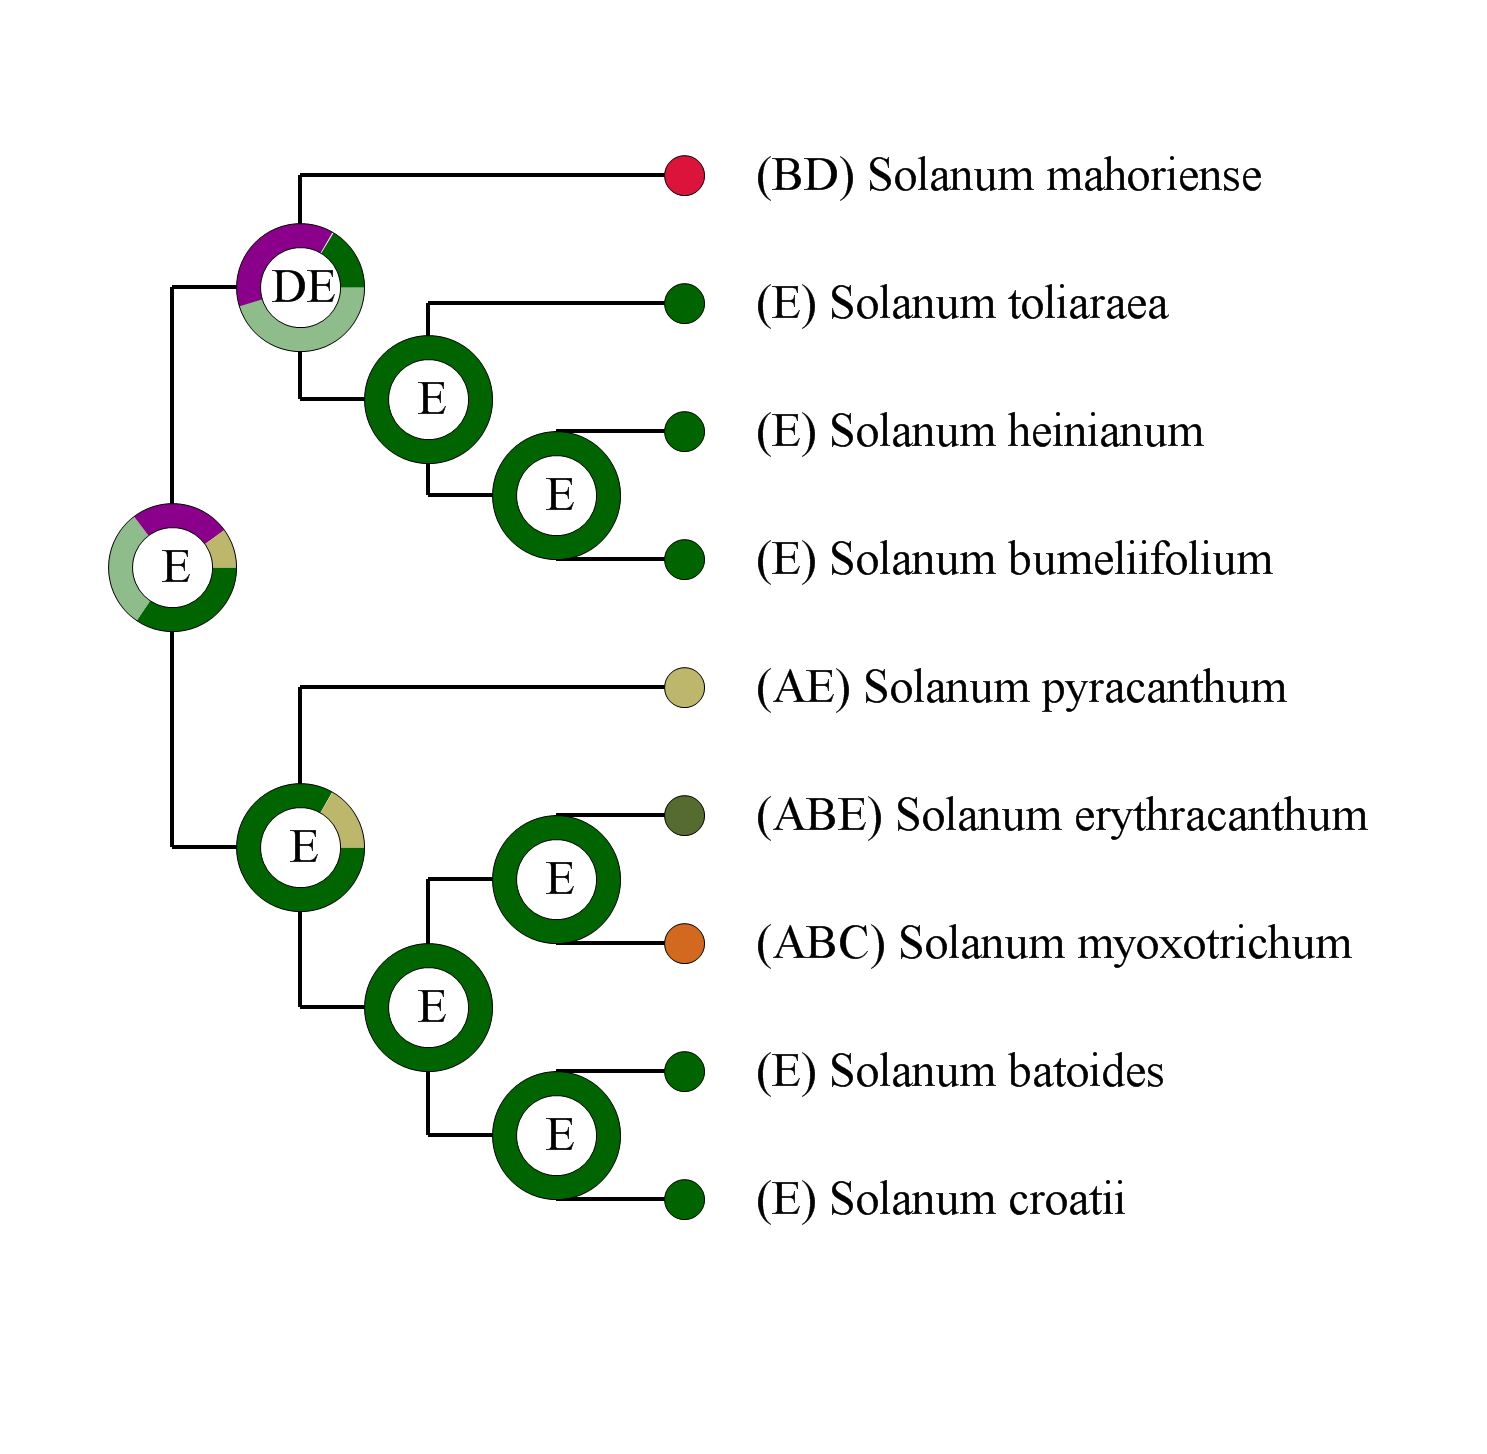 (BD) Solanum mahoriense
DE
(E) Solanum toliaraea
E
(E) Solanum heinianum
E
(E) Solanum bumeliifolium
E
(AE) Solanum pyracanthum
(ABE) Solanum erythracanthum
E
E
(ABC) Solanum myoxotrichum
E
(E) Solanum batoides
E
(E) Solanum croatii